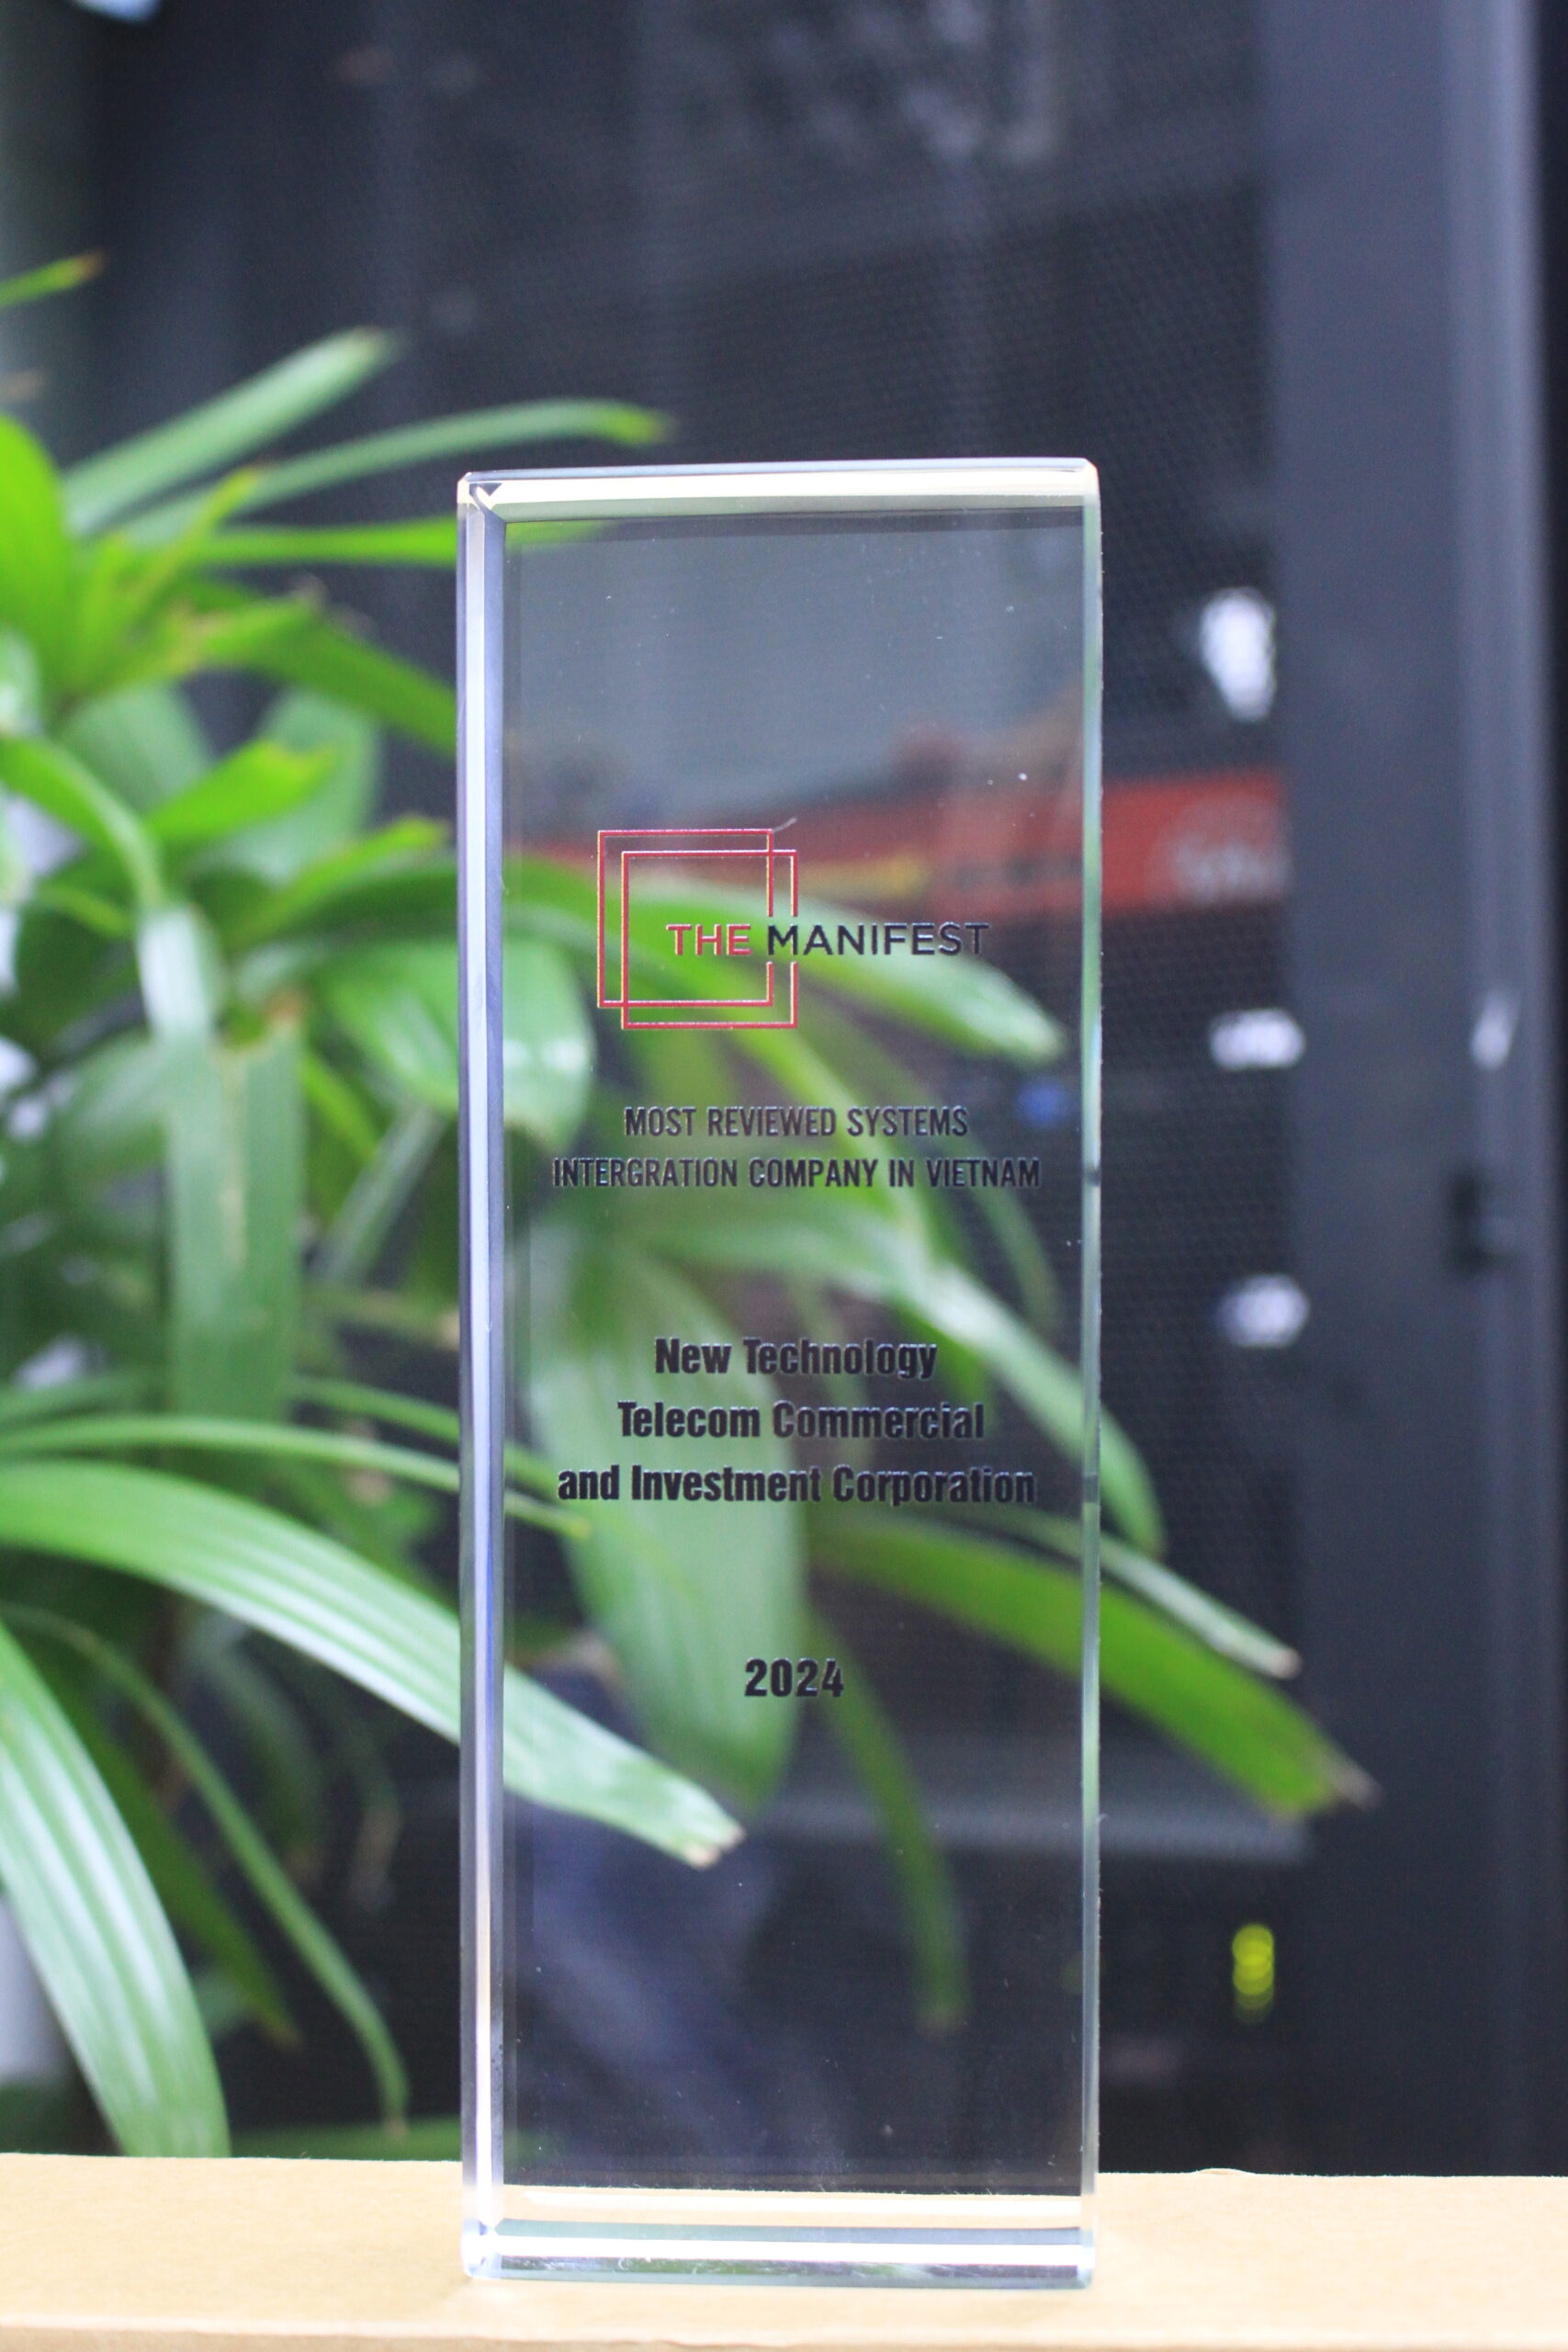 THE MANIFEST
MOST REVIEWED SYSTEMS
INTERGRATION COMPANY IN VIETNAM
New Technology
Telecom Commercial
and Investment Corporation
2024